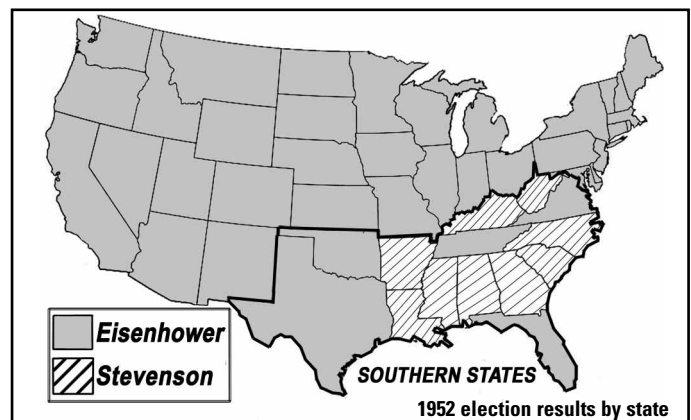 Eisenhower
Stevenson
SOUTHERN STATES
1952 election results by state